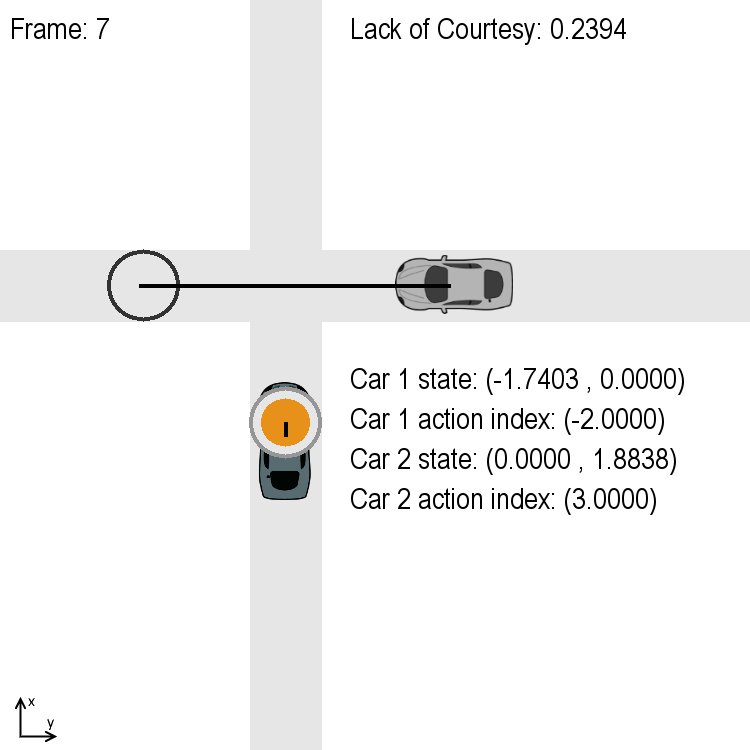 Frame: 7
Lack of Courtesy: 0.2394
Car 1 state: (-1.7403 , 0.0000)
Car 1 action index: (-2.0000)
Car 2 state: (0.0000 , 1.8838)
Car 2 action index: (3.0000)
x
y